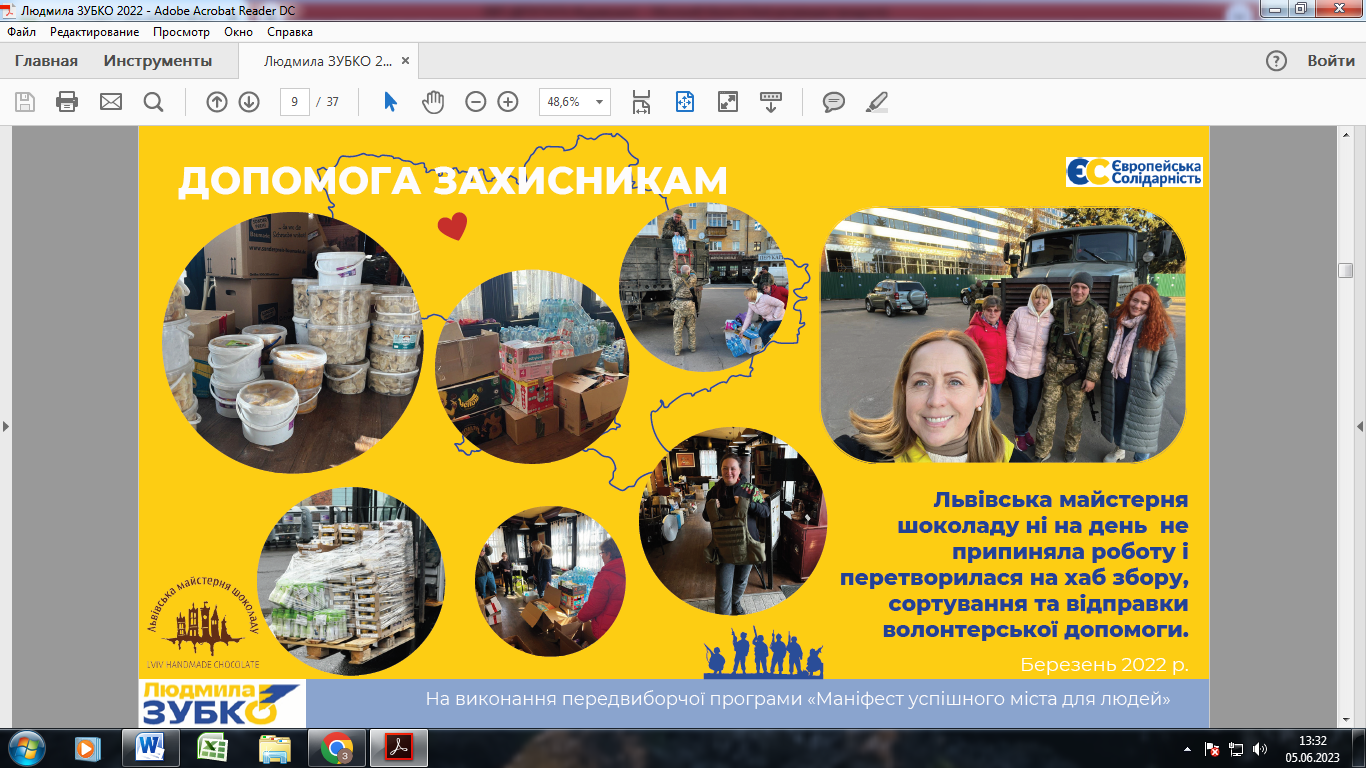 Людмила ЗУБКО 2022 - Adobe Acrobat Reader DC
Файл Редактирование Просмотр Окно Справка
Главная Инструменты Людмила ЗУБКО 2... × Войти
9 / 37 48,6%
ДОПОМОГА ЗАХИСНИКАМ
ЄС Європейська
Солідарність
Львівська майстерня
шоколаду ні на день не
припиняла роботу і
перетворилася на хаб збору,
сортування та відправки
волонтерської допомоги.
Березень 2022 р.
Львівська майстерня шоколаду
LVIV HANDMADE CHOCOLATE
Людмила
ЗУБКО
На виконання передвиборчої програми «Маніфест успішного міста для людей»
3
13:32
05.06.2023